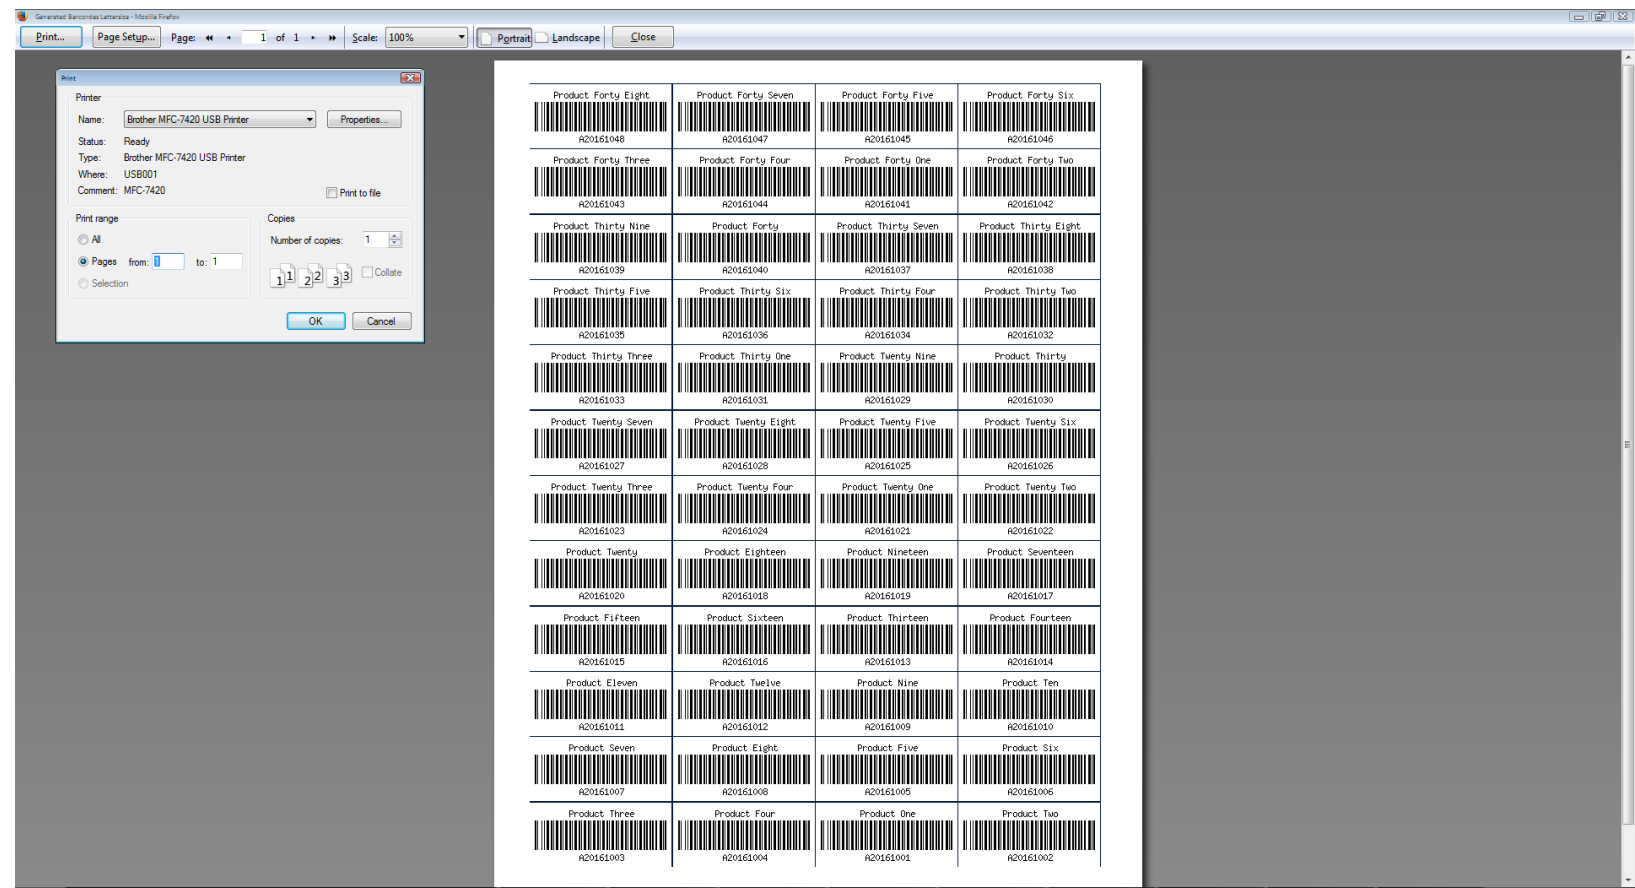 Generated Barcordes Lettersize - Mozilla Firefox
Print... Page Setup... Page: 1 of 1 Scale: 100% Portrait Landscape Close
Print
Printer
Name: Brother MFC-7420 USB Printer Properties...
Status: Ready
Type: Brother MFC-7420 USB Printer
Where: USB001
Comment: MFC-7420 Print to file
Print range
All
Pages from: 1 to: 1
Selection
Copies
Number of copies: 1
1 1 2 2 3 3 Collate
OK Cancel
Product Forty Eight Product Forty Seven Product Forty Five Product Forty Six
A20161048 A20161047 A20161045 A20161046
Product Forty Three Product Forty Four Product Forty One Product Forty Two
A20161043 A20161044 A20161041 A20161042
Product Thirty Nine Product Forty Product Thirty Seven Product Thirty Eight
A20161039 A20161040 A20161037 A20161038
Product Thirty Five Product Thirty Six Product Thirty Four Product Thirty Two
A20161035 A20161036 A20161034 A20161032
Product Thirty Three Product Thirty One Product Twenty Nine Product Thirty
A20161033 A20161031 A20161029 A20161030
Product Twenty Seven Product Twenty Eight Product Twenty Five Product Twenty Six
A20161027 A20161028 A20161025 A20161026
Product Twenty Three Product Twenty Four Product Twenty One Product Twenty Two
A20161023 A20161024 A20161021 A20161022
Product Twenty Product Eighteen Product Nineteen Product Seventeen
A20161020 A20161018 A20161019 A20161017
Product Fifteen Product Sixteen Product Thirteen Product Fourteen
A20161015 A20161016 A20161013 A20161014
Product Eleven Product Twelve Product Nine Product Ten
A20161011 A20161012 A20161009 A20161010
Product Seven Product Eight Product Five Product Six
A20161007 A20161008 A20161005 A20161006
Product Three Product Four Product One Product Two
A20161003 A20161004 A20161001 A20161002